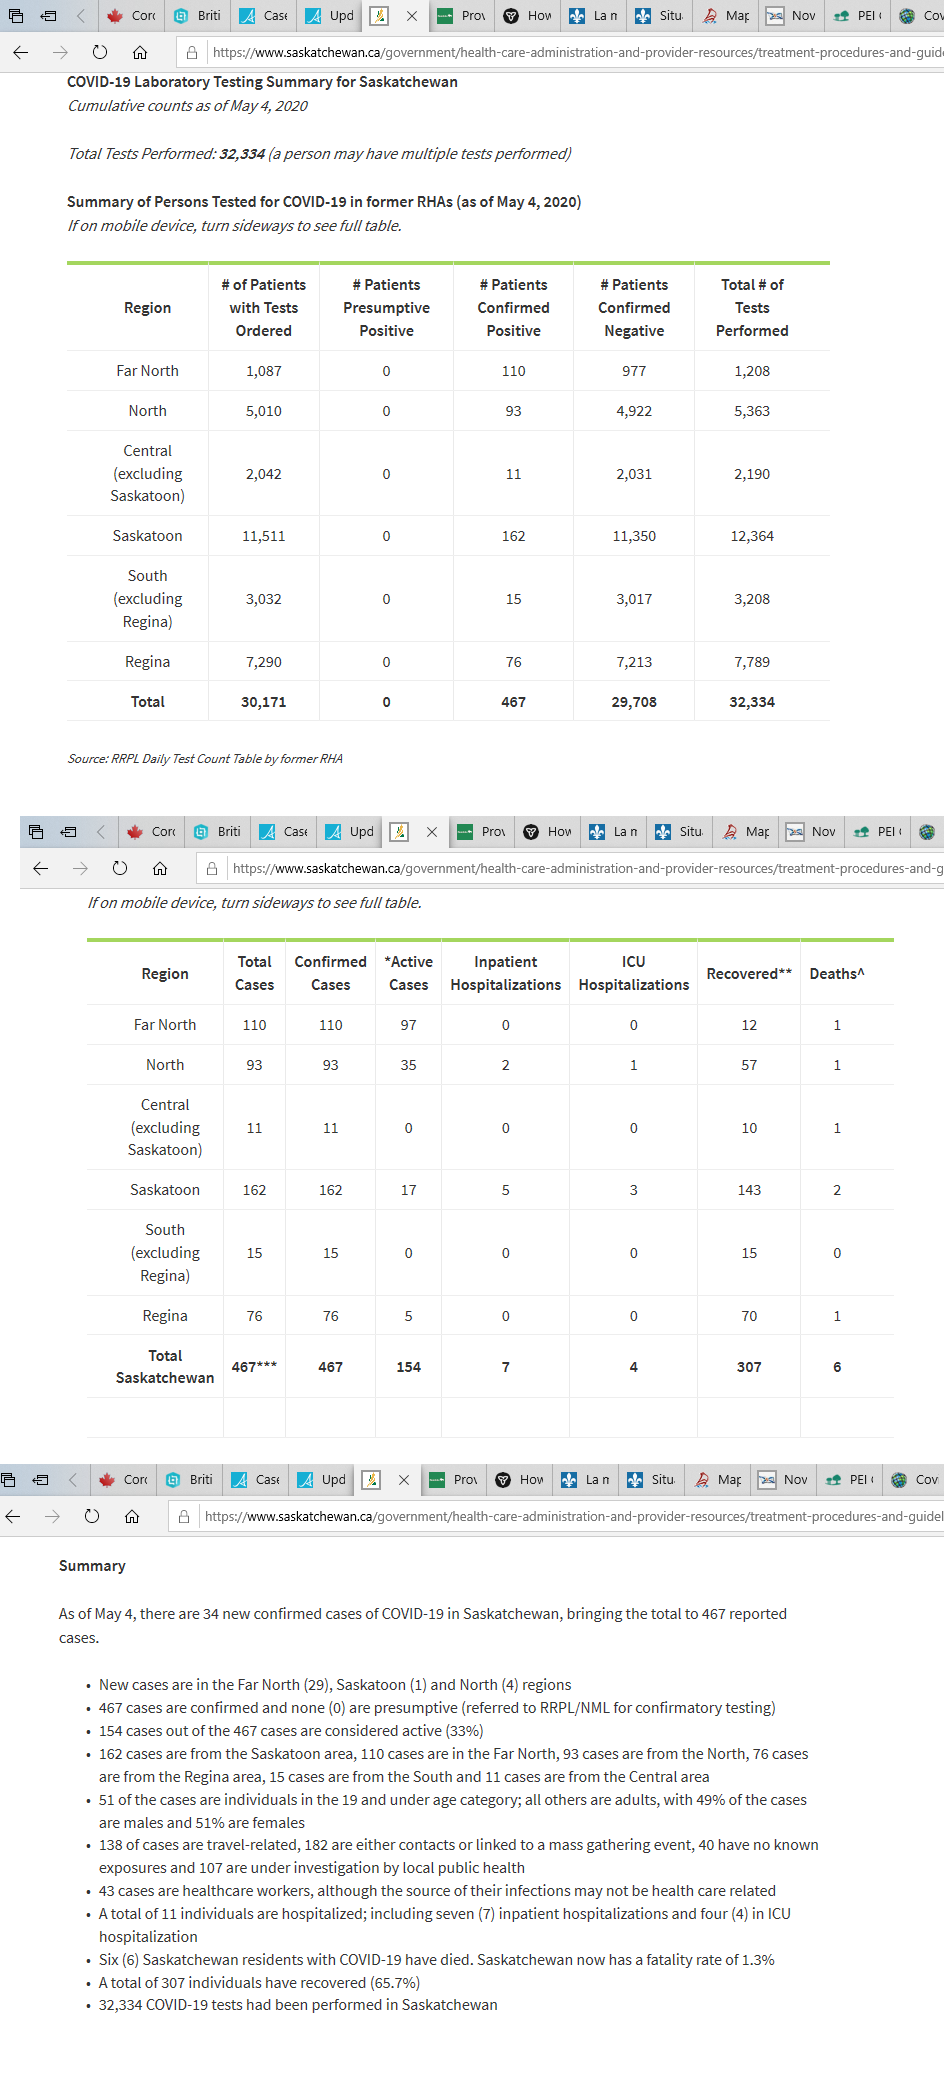 Corc Briti Case Upd Prov How La n Situ Map Nov PEI Cov
https://www.saskatchewan.ca/government/health-care-administration-and-provider-resources/treatment-procedures-and-guide
COVID-19 Laboratory Testing Summary for Saskatchewan
Cumulative counts as of May 4, 2020
Total Tests Performed: 32,334 (a person may have multiple tests performed)
Summary of Persons Tested for COVID-19 in former RHAs (as of May 4, 2020)
If on mobile device, turn sideways to see full table.
Region # of Patients with Tests Ordered # Patients Presumptive Positive # Patients Confirmed Positive # Patients Confirmed Negative Total # of Tests Performed
Far North 1,087 0 110 977 1,208
North 5,010 0 93 4,922 5,363
Central (excluding Saskatoon) 2,042 0 11 2,031 2,190
Saskatoon 11,511 0 162 11,350 12,364
South (excluding Regina) 3,032 0 15 3,017 3,208
Regina 7,290 0 76 7,213 7,789
Total 30,171 0 467 29,708 32,334
Source: RRPL Daily Test Count Table by former RHA
Corc Briti Case Upd Prov How La n Situ Map Nov PEI
https://www.saskatchewan.ca/government/health-care-administration-and-provider-resources/treatment-procedures-and-g
If on mobile device, turn sideways to see full table.
Region Total Cases Confirmed Cases *Active Cases Inpatient Hospitalizations ICU Hospitalizations Recovered** Deaths^
Far North 110 110 97 0 0 12 1
North 93 93 35 2 1 57 1
Central (excluding Saskatoon) 11 11 0 0 0 10 1
Saskatoon 162 162 17 5 3 143 2
South (excluding Regina) 15 15 0 0 0 15 0
Regina 76 76 5 0 0 70 1
Total Saskatchewan 467*** 467 154 7 4 307 6
Corc Briti Case Upd Prov How La n Situ Map Nov PEI Cov
https://www.saskatchewan.ca/government/health-care-administration-and-provider-resources/treatment-procedures-and-guidel
Summary
As of May 4, there are 34 new confirmed cases of COVID-19 in Saskatchewan, bringing the total to 467 reported
cases.
• New cases are in the Far North (29), Saskatoon (1) and North (4) regions
• 467 cases are confirmed and none (0) are presumptive (referred to RRPL/NML for confirmatory testing)
• 154 cases out of the 467 cases are considered active (33%)
• 162 cases are from the Saskatoon area, 110 cases are in the Far North, 93 cases are from the North, 76 cases
are from the Regina area, 15 cases are from the South and 11 cases are from the Central area
• 51 of the cases are individuals in the 19 and under age category; all others are adults, with 49% of the cases
are males and 51% are females
• 138 of cases are travel-related, 182 are either contacts or linked to a mass gathering event, 40 have no known
exposures and 107 are under investigation by local public health
• 43 cases are healthcare workers, although the source of their infections may not be health care related
• A total of 11 individuals are hospitalized; including seven (7) inpatient hospitalizations and four (4) in ICU
hospitalization
• Six (6) Saskatchewan residents with COVID-19 have died. Saskatchewan now has a fatality rate of 1.3%
• A total of 307 individuals have recovered (65.7%)
• 32,334 COVID-19 tests had been performed in Saskatchewan